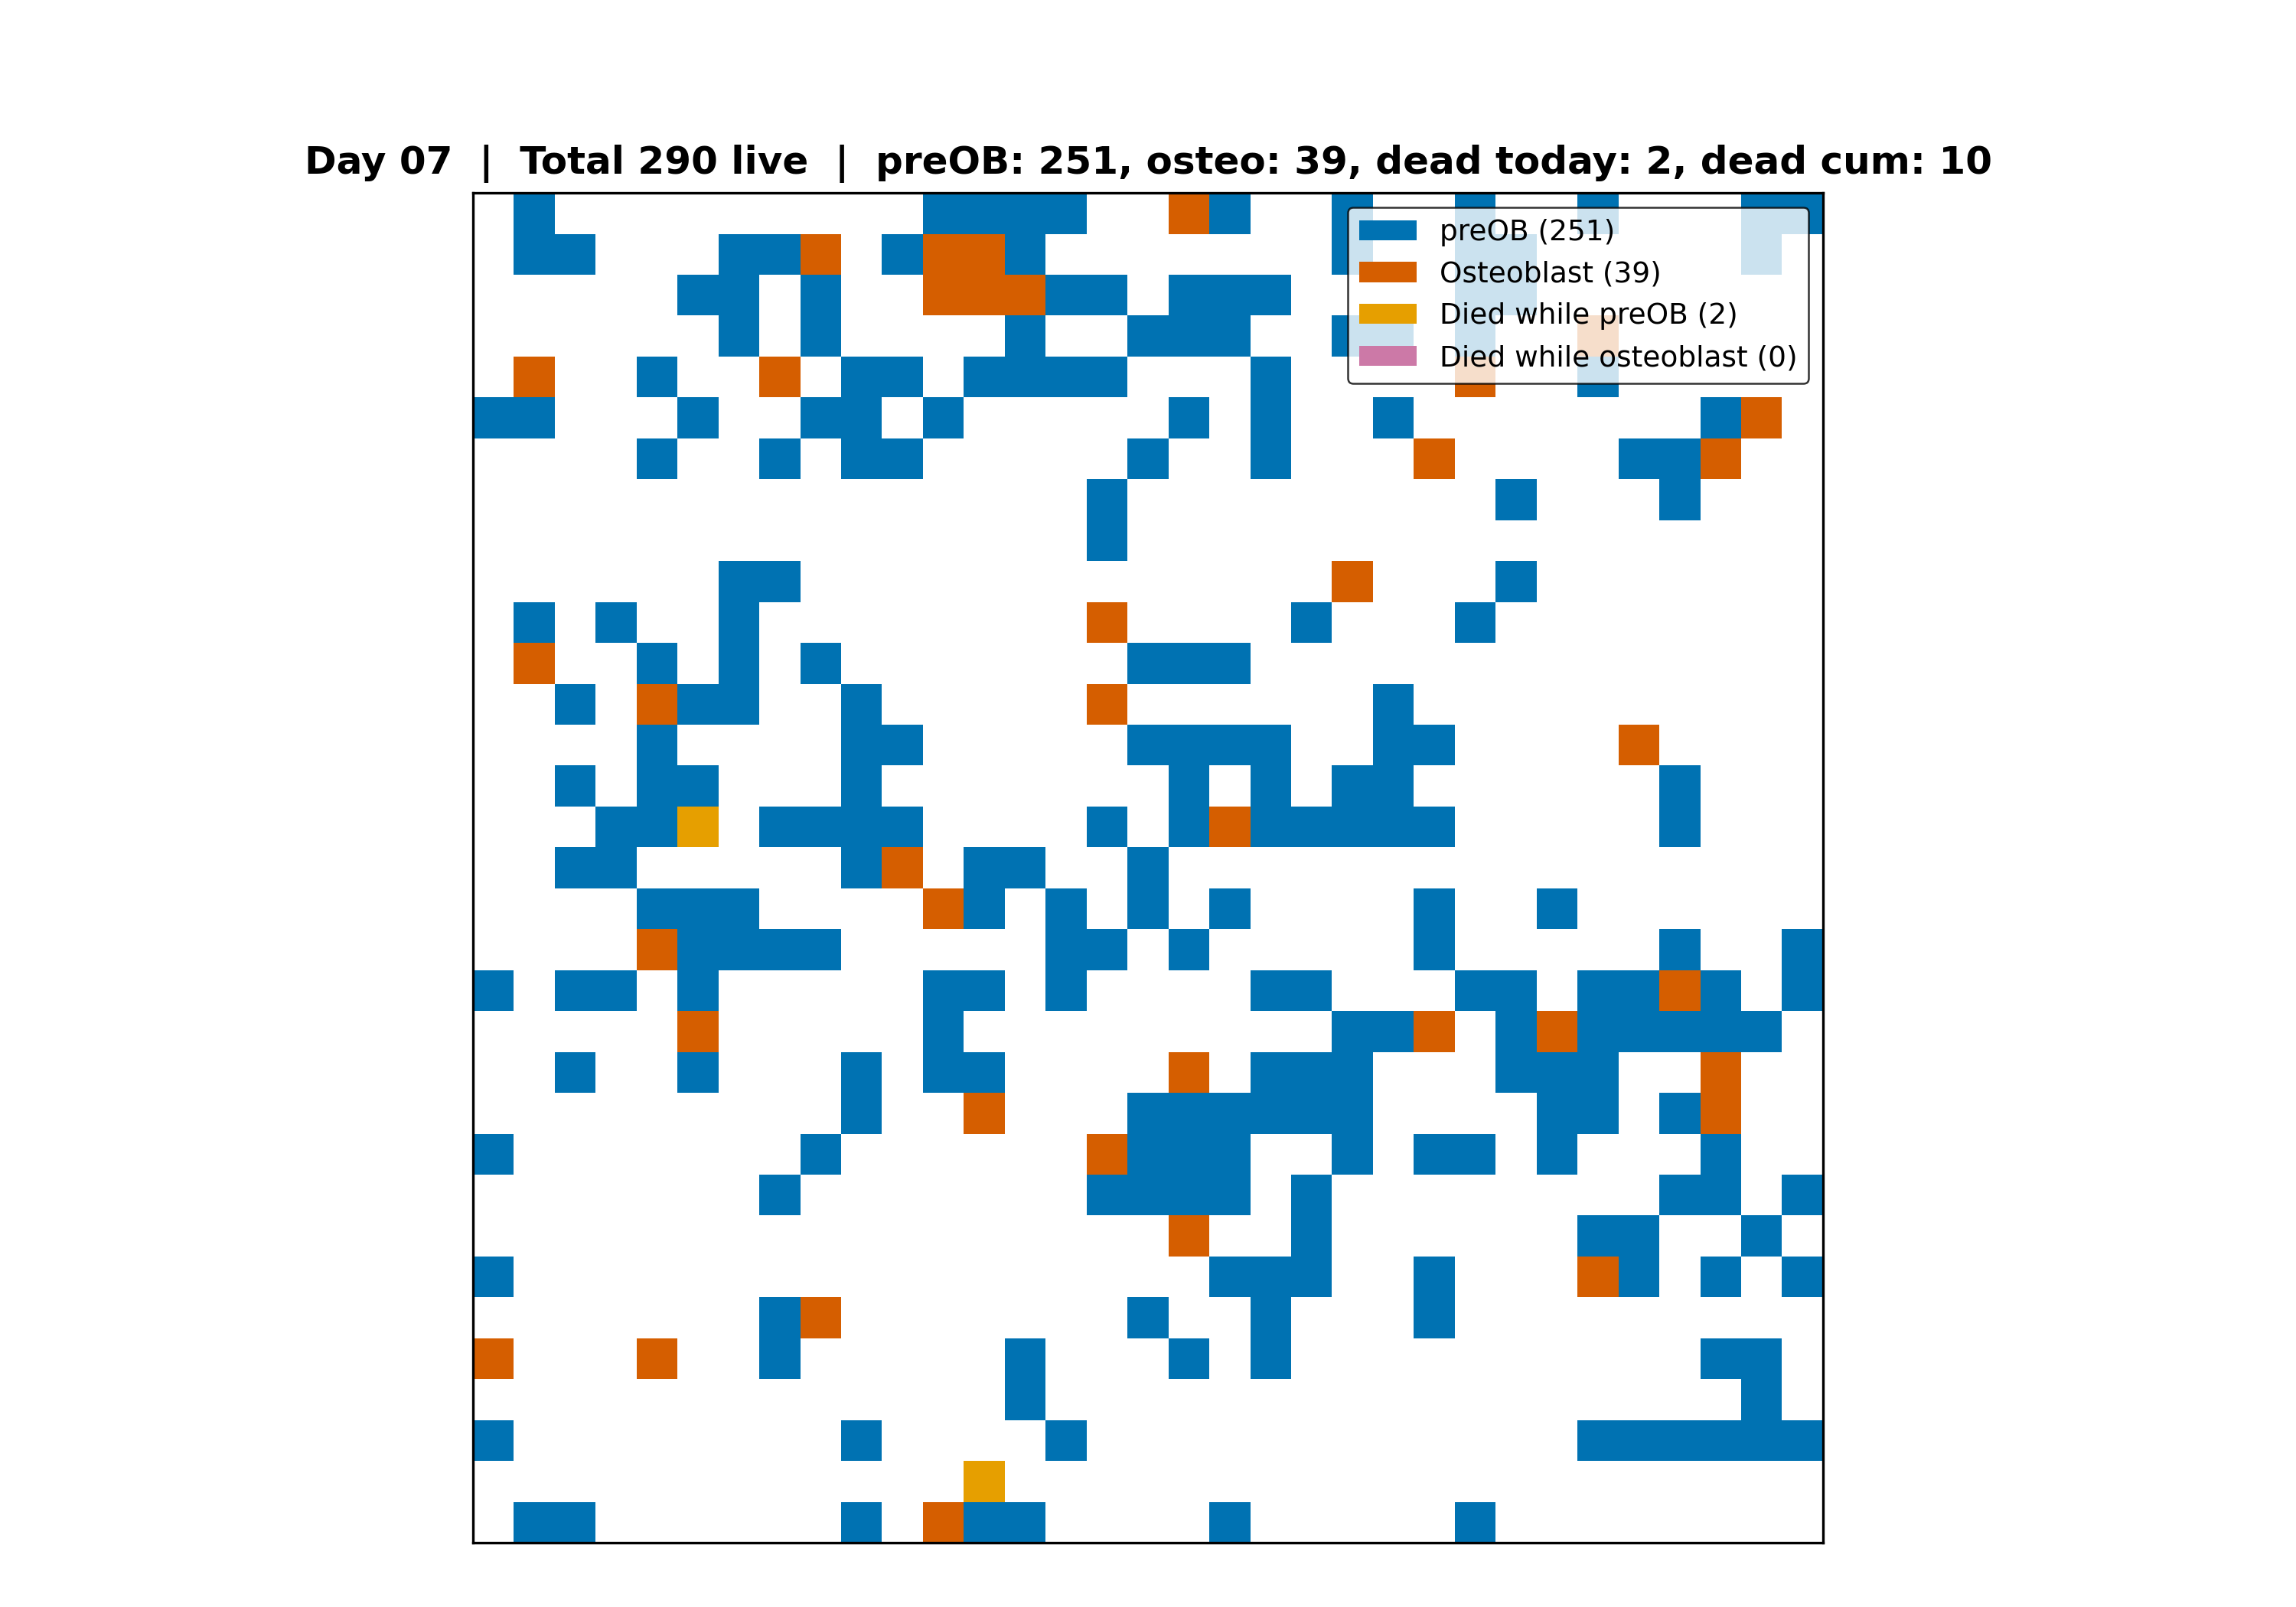 Day 07 | Total 290 live | preOB: 251, osteo: 39, dead today: 2, dead cum: 10
preOB (251)
Osteoblast (39)
Died while preOB (2)
Died while osteoblast (0)